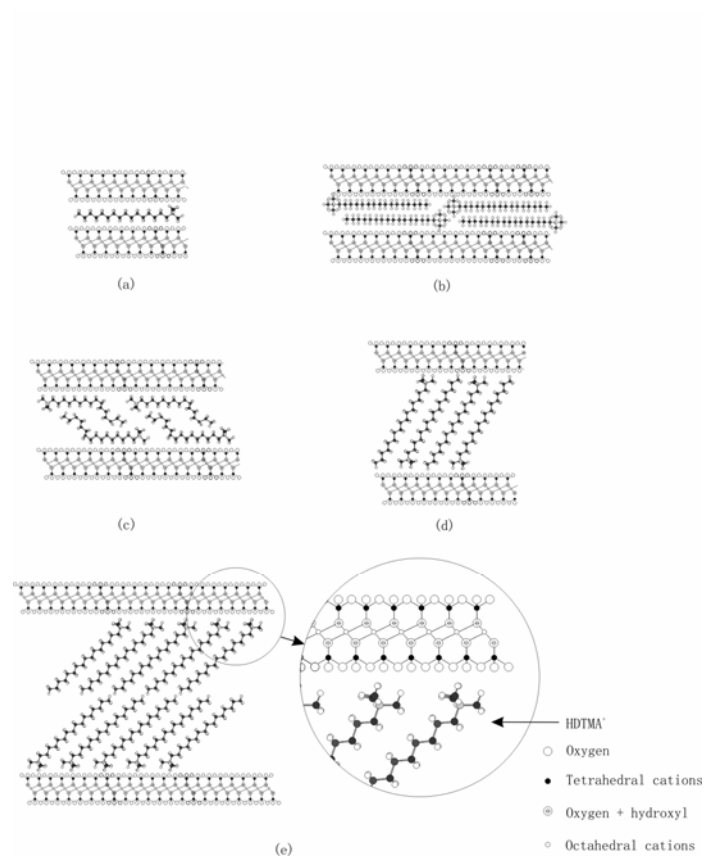 (a)
(b)
(c)
(d)
HDTMA⁺
Oxygen
Tetrahedral cations
Oxygen + hydroxyl
Octahedral cations
(e)